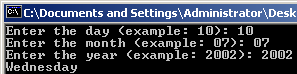 C:\Documents and Settings\Administrator\Desk
Enter the day (example: 10): 10
Enter the month (example: 07): 07
Enter the year (example: 2002): 2002
Wednesday